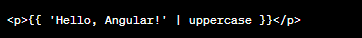 <p>{{ 'Hello, Angular!' | uppercase }}</p>